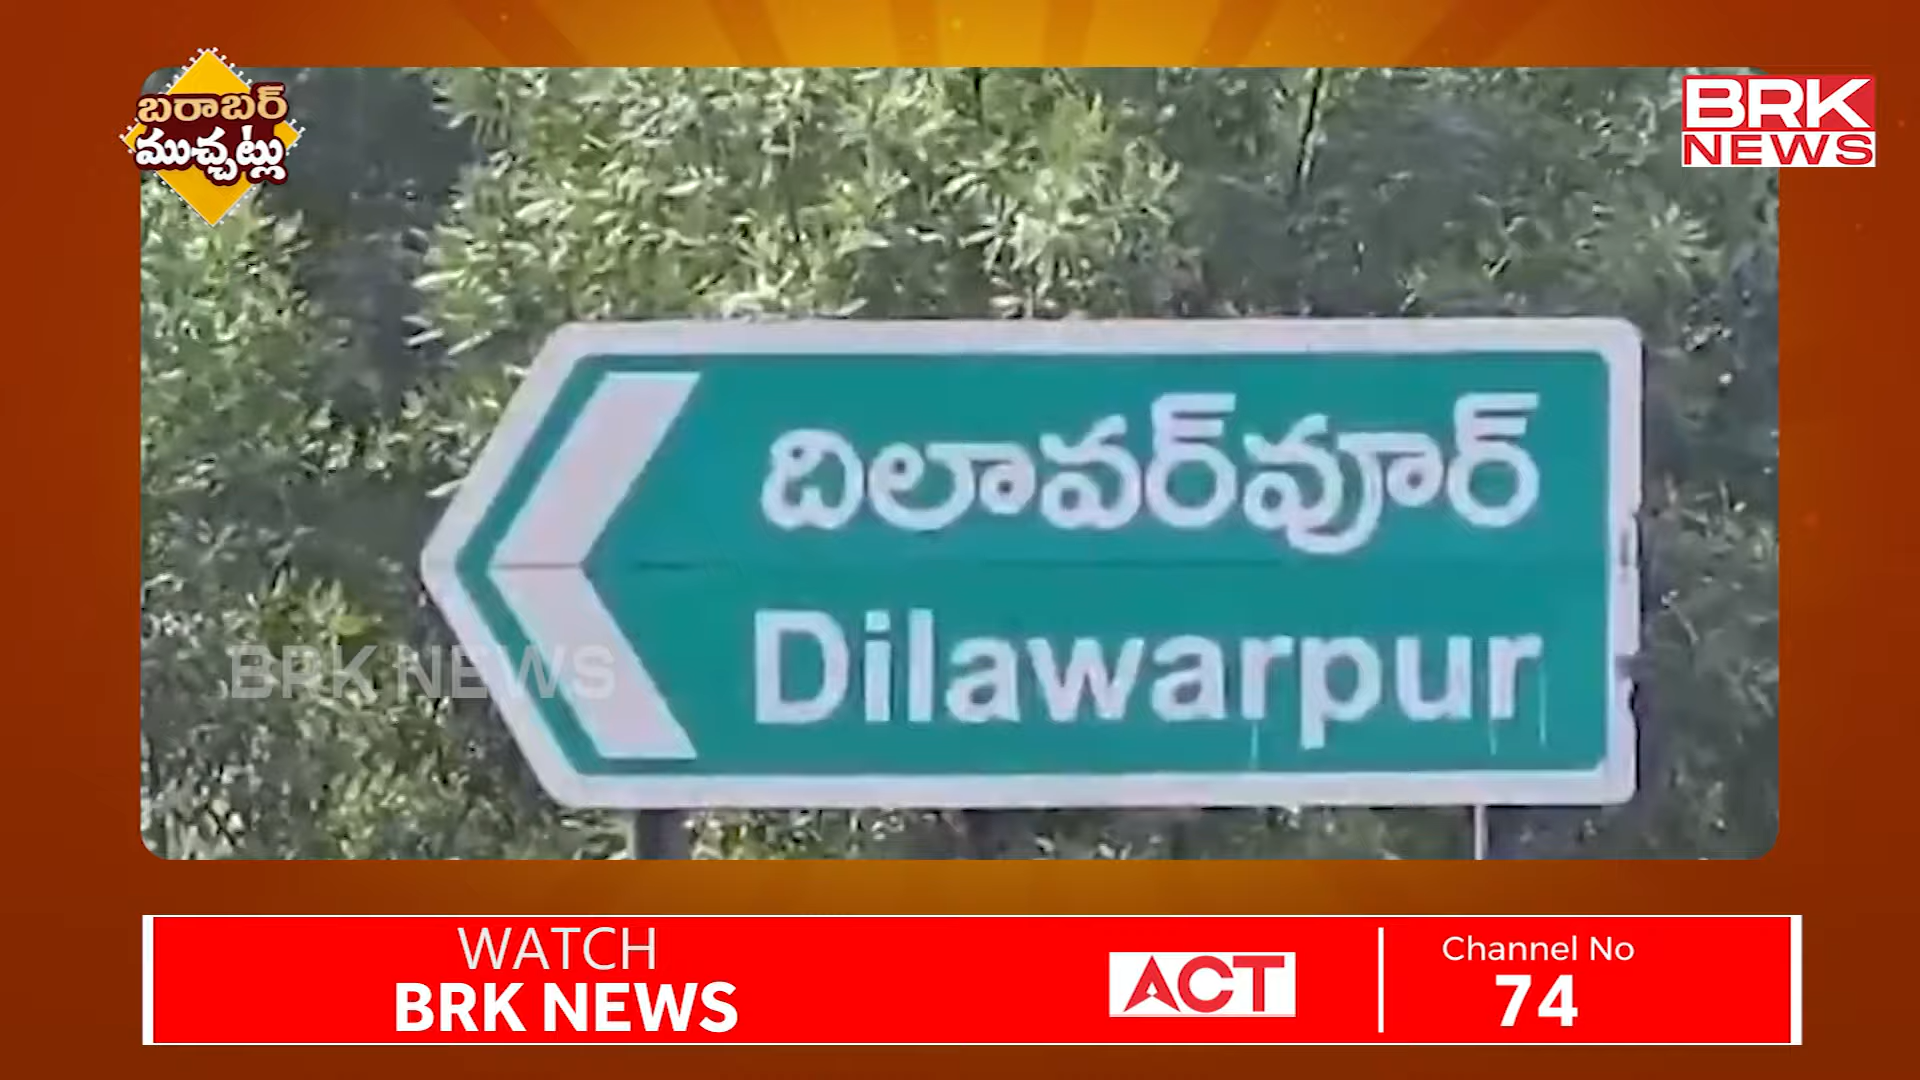 బరాబర్
ముచ్చట్లు
BRK
NEWS
దిలావర్‌వూర్
Dilawarpur
BRK NEWS
WATCH
BRK NEWS
ACT
Channel No
74